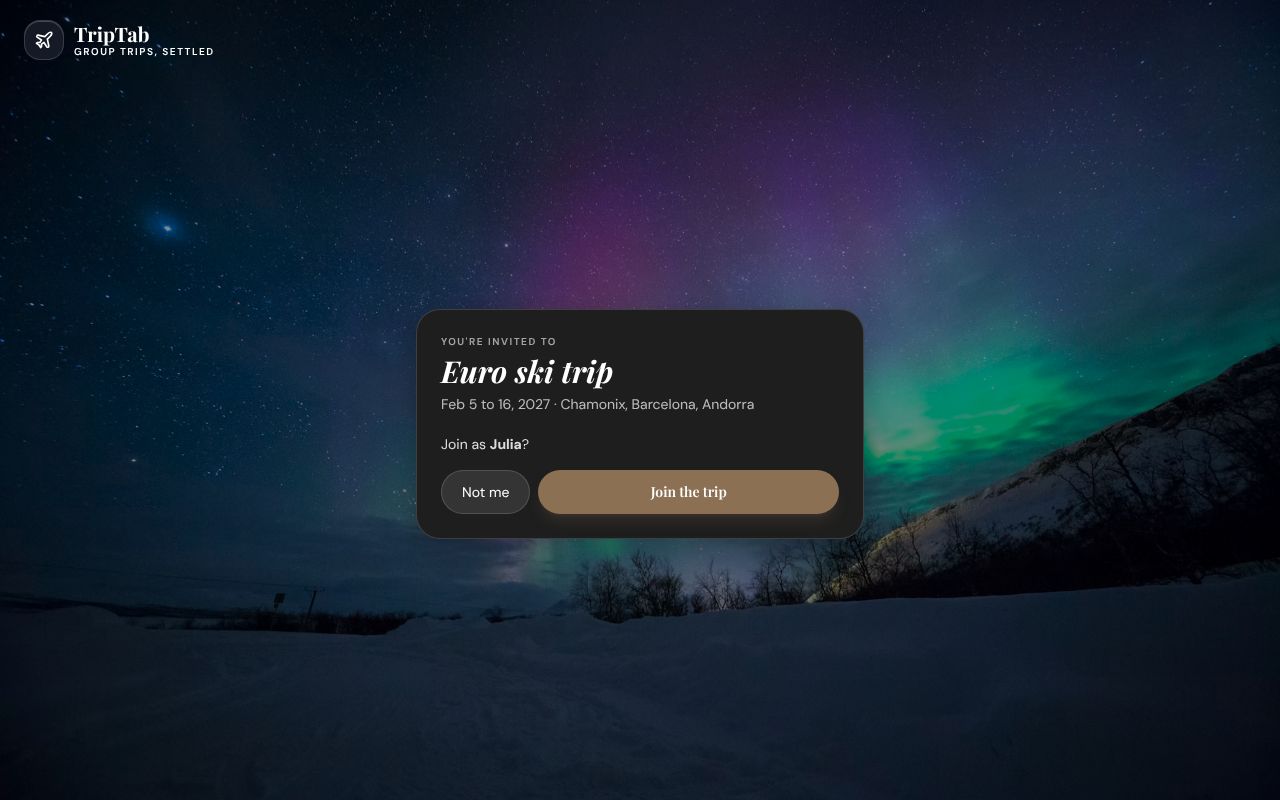 TripTab
GROUP TRIPS, SETTLED
YOU'RE INVITED TO
Euro ski trip
Feb 5 to 16, 2027 · Chamonix, Barcelona, Andorra
Join as Julia?
Not me
Join the trip